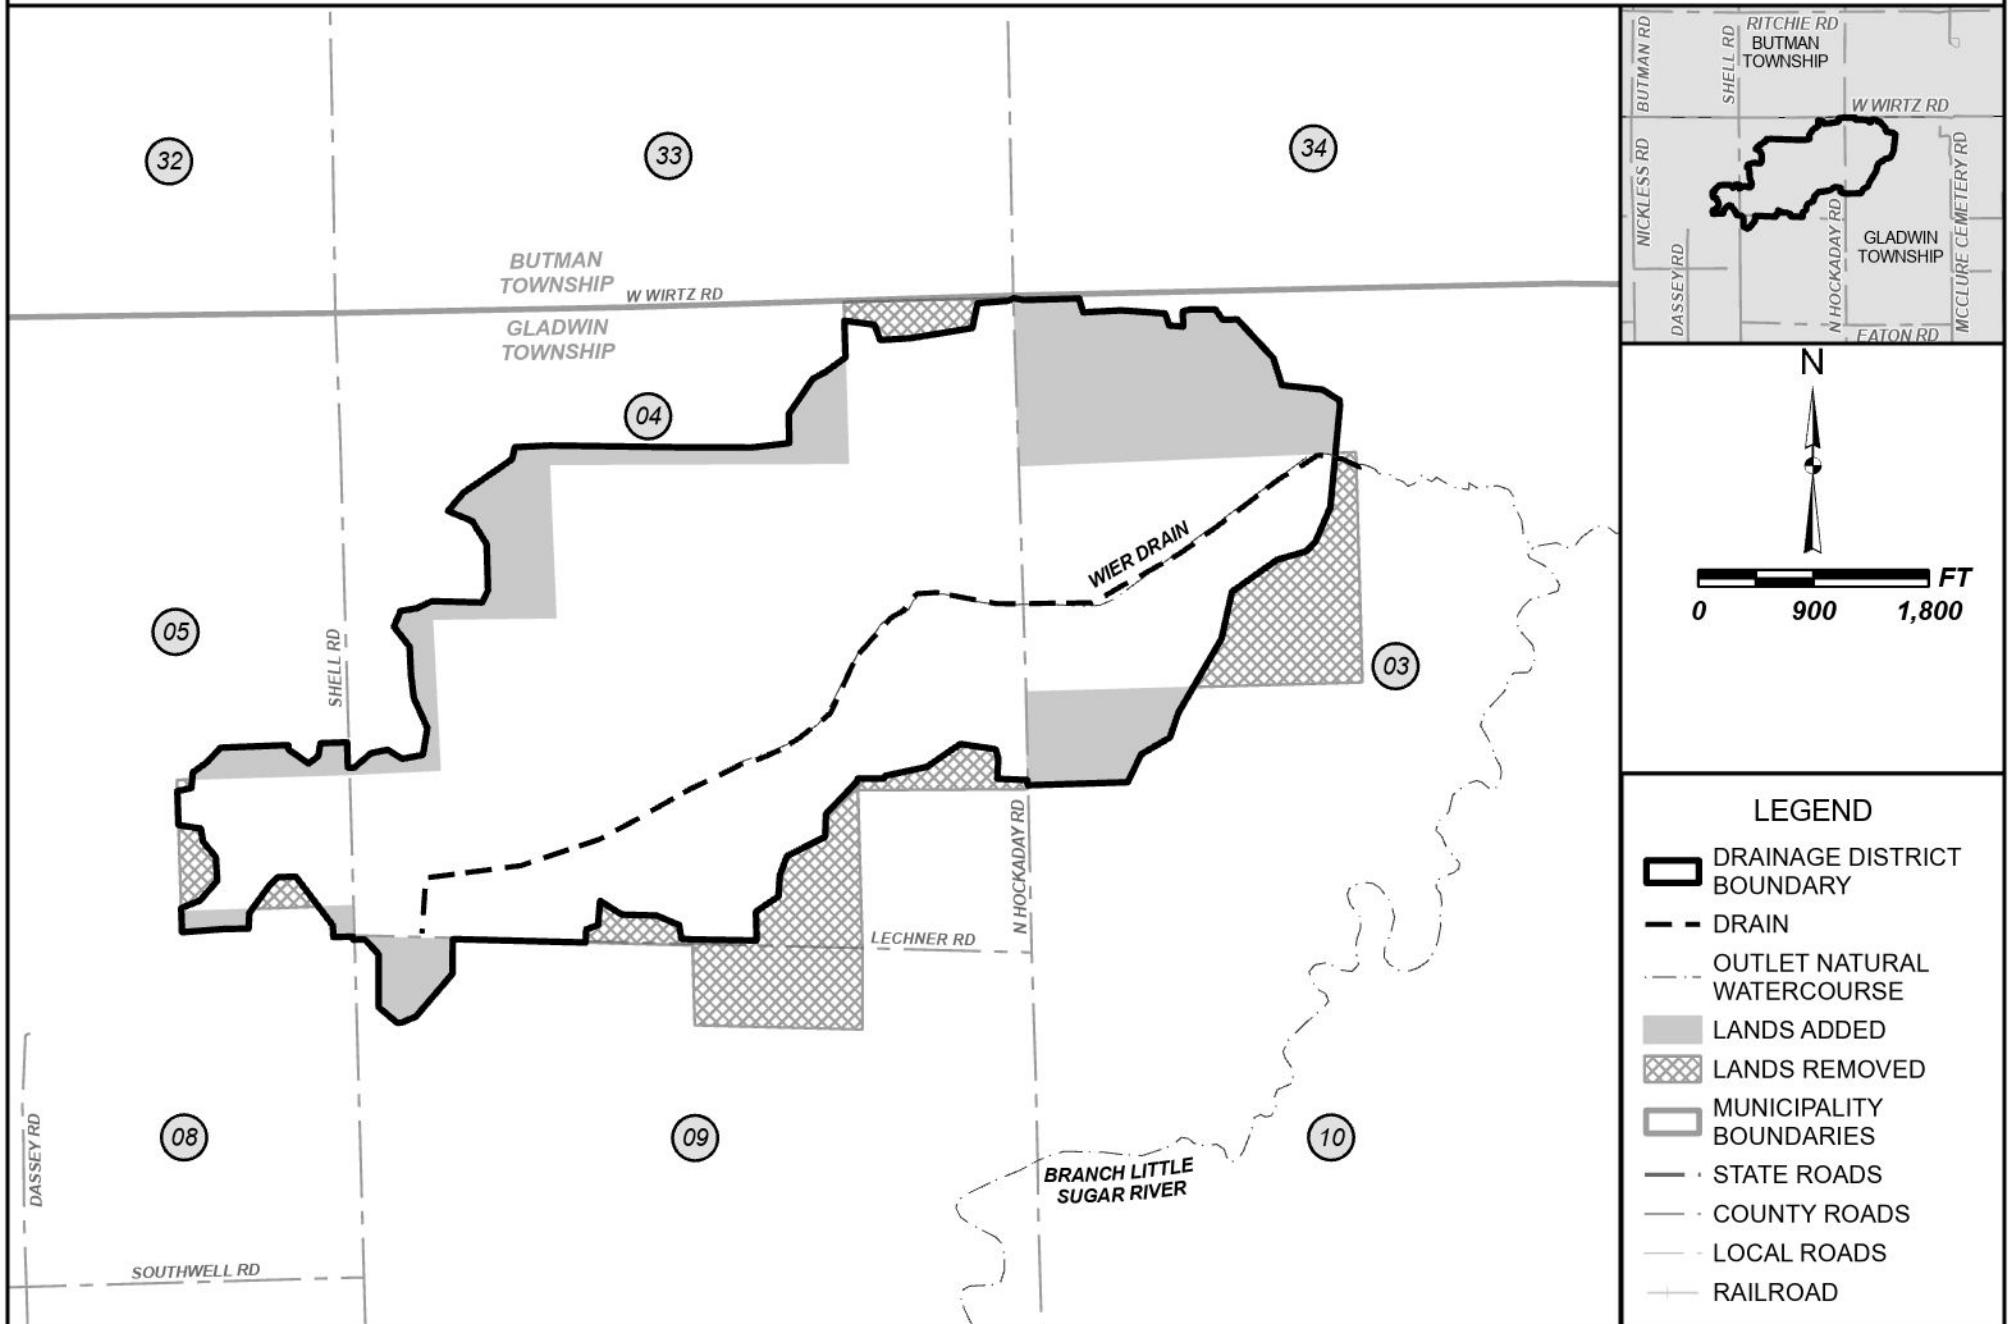 32
33
34
BUTMAN
TOWNSHIP
W WIRTZ RD
GLADWIN
TOWNSHIP
04
WIER DRAIN
05
SHELL RD
03
N HOCKADAY RD
LECHNER RD
DASSEY RD
08
09
10
BRANCH LITTLE
SUGAR RIVER
SOUTHWELL RD
BUTMAN RD
SHELL RD
RITCHIE RD
BUTMAN
TOWNSHIP
W WIRTZ RD
NICKLESS RD
MCCLURE CEMETERY RD
N HOCKADAY RD
GLADWIN
TOWNSHIP
DASSEY RD
EATON RD
N
FT
0 900 1,800
LEGEND
DRAINAGE DISTRICT
BOUNDARY
DRAIN
OUTLET NATURAL
WATERCOURSE
LANDS ADDED
LANDS REMOVED
MUNICIPALITY
BOUNDARIES
STATE ROADS
COUNTY ROADS
LOCAL ROADS
RAILROAD